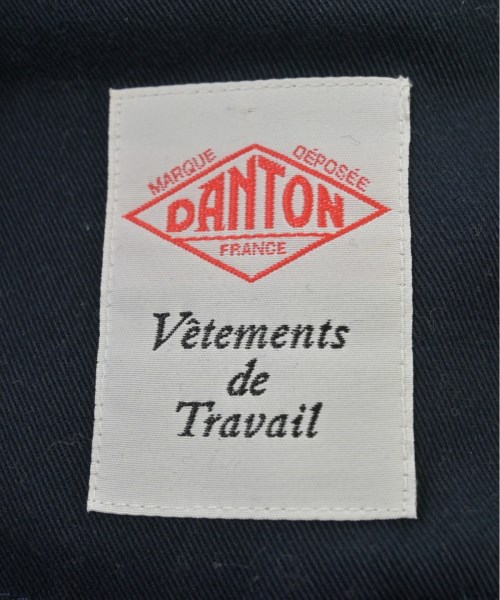 MARQUE DÉPOSÉE
DANTON
FRANCE
Vêtements
de
Travail